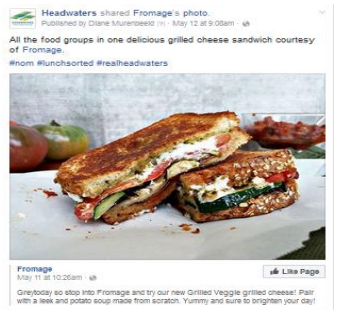 Headwaters shared Fromage's photo.
Published by Diane Murenbeeld · May 12 at 9:08am ·
All the food groups in one delicious grilled cheese sandwich courtesy
of Fromage.
#nom #lunchsorted #realheadwaters
Fromage
May 11 at 10:26am ·
Like Page
Greytoday so stop into Fromage and try our new Grilled Veggie grillled cheese! Pair
with a leek and potato soup made from scratch. Yummy and sure to brighten your day!